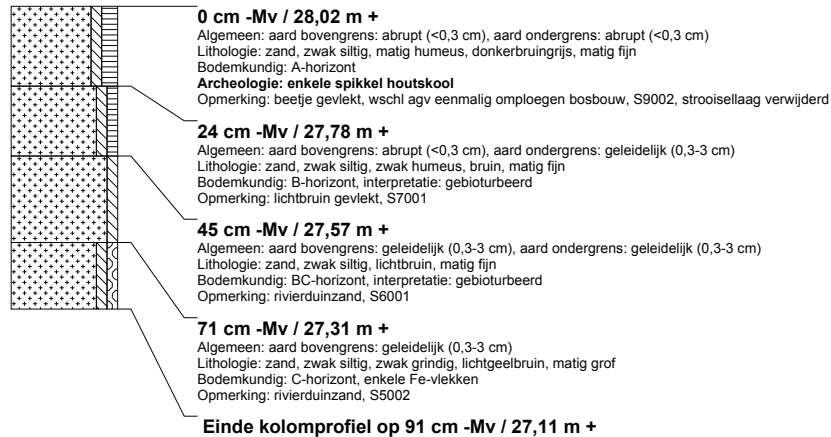 0 cm -Mv / 28,02 m +
Algemeen: aard bovengrens: abrupt (<0,3 cm), aard ondergrens: abrupt (<0,3 cm)
Lithologie: zand, zwak siltig, matig humeus, donkerbruingrijs, matig fijn
Bodemkundig: A-horizont
Archeologie: enkele spikkel houtskool
Opmerking: beetje gevlekt, wschl agv eenmalig omploegen bosbouw, S9002, strooisellaag verwijderd
24 cm -Mv / 27,78 m +
Algemeen: aard bovengrens: abrupt (<0,3 cm), aard ondergrens: geleidelijk (0,3-3 cm)
Lithologie: zand, zwak siltig, zwak humeus, bruin, matig fijn
Bodemkundig: B-horizont, interpretatie: gebioturbeerd
Opmerking: lichtbruin gevlekt, S7001
45 cm -Mv / 27,57 m +
Algemeen: aard bovengrens: geleidelijk (0,3-3 cm), aard ondergrens: geleidelijk (0,3-3 cm)
Lithologie: zand, zwak siltig, lichtbruin, matig fijn
Bodemkundig: BC-horizont, interpretatie: gebioturbeerd
Opmerking: rivierduinzand, S6001
71 cm -Mv / 27,31 m +
Algemeen: aard bovengrens: geleidelijk (0,3-3 cm)
Lithologie: zand, zwak siltig, zwak grindig, lichtgeelbruin, matig grof
Bodemkundig: C-horizont, enkele Fe-vlekken
Opmerking: rivierduinzand, S5002
Einde kolomprofiel op 91 cm -Mv / 27,11 m +